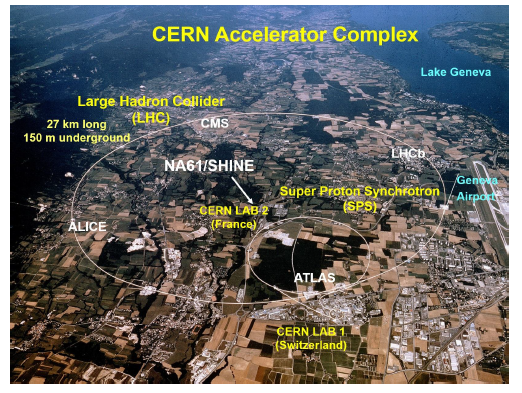 CERN Accelerator Complex
Lake Geneva
Large Hadron Collider
(LHC)
27 km long
150 m underground
CMS
LHCb
NA61/SHINE
Super Proton Synchrotron
(SPS)
Geneva
Airport
CERN LAB 2
(France)
ALICE
ATLAS
CERN LAB 1
(Switzerland)